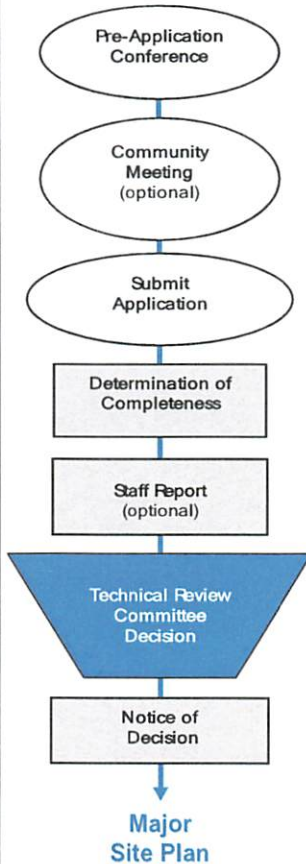 Pre-Application
Conference
Community
Meeting
(optional)
Submit
Application
Determination of
Completeness
Staff Report
(optional)
Technical Review
Committee
Decision
Notice of
Decision
Major
Site Plan